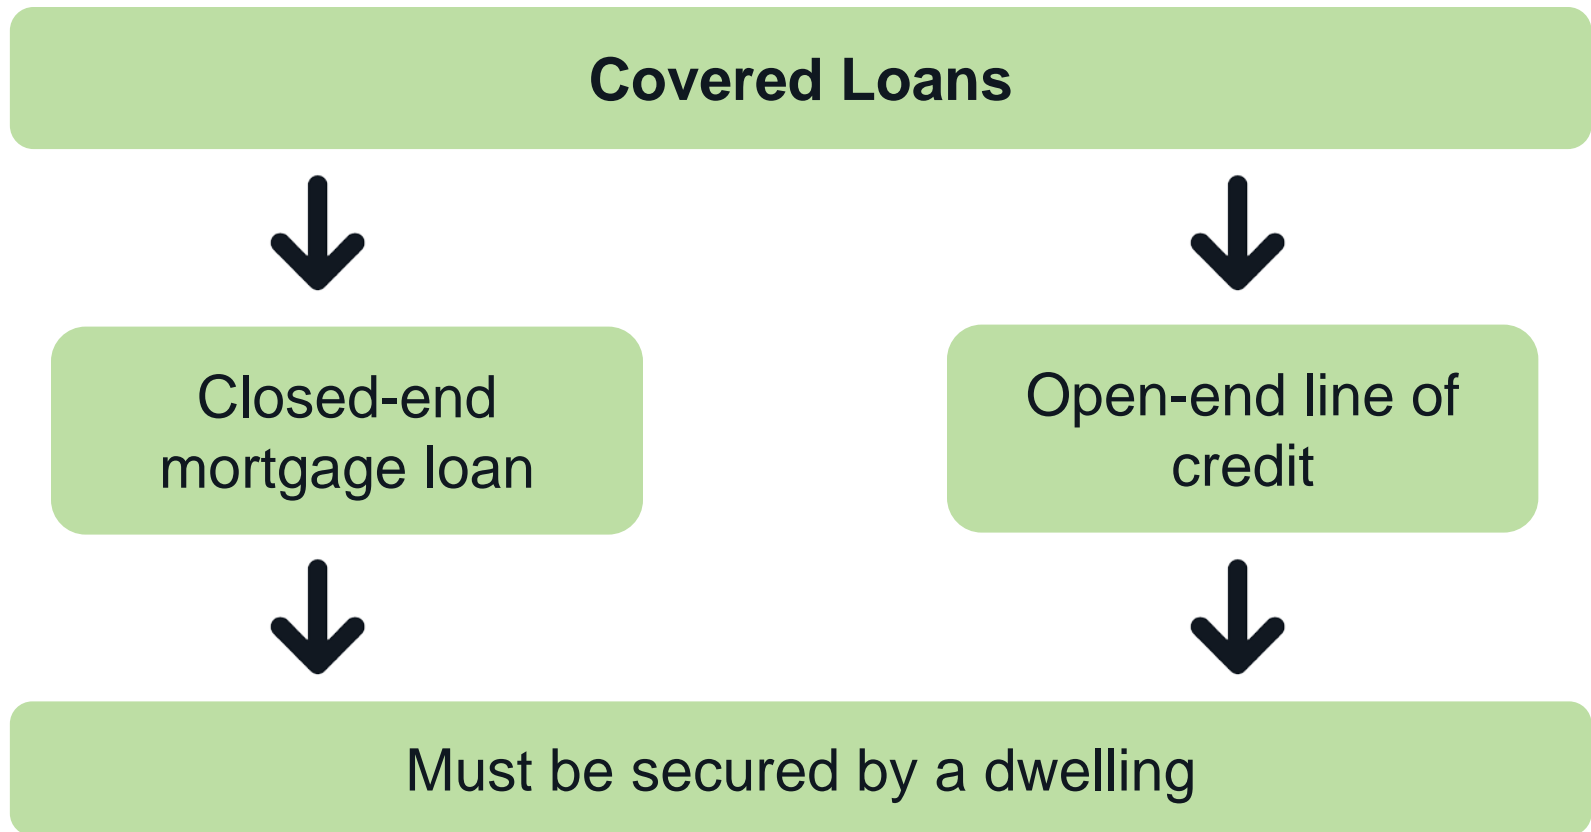 Covered Loans
Closed-end
mortgage loan
Open-end line of
credit
Must be secured by a dwelling